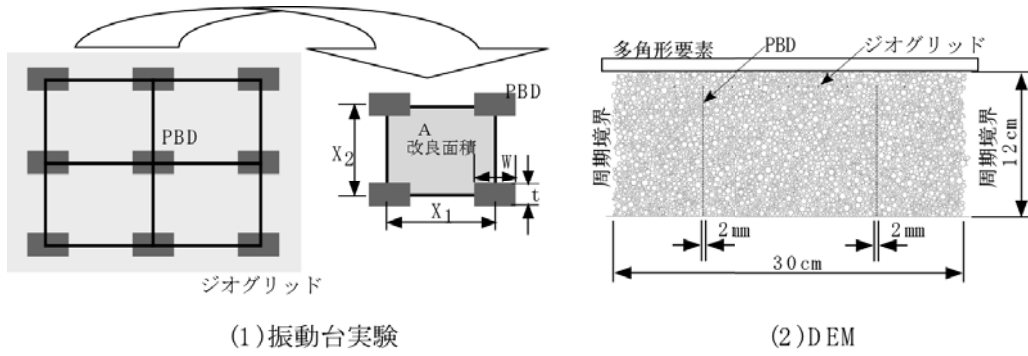 PBD
ジオグリッド
PBD
A
改良面積
W
t
X2
X1
(1)振動台実験
多角形要素
PBD
ジオグリッド
周期境界
周期境界
12cm
2mm
2mm
30cm
(2)DEM